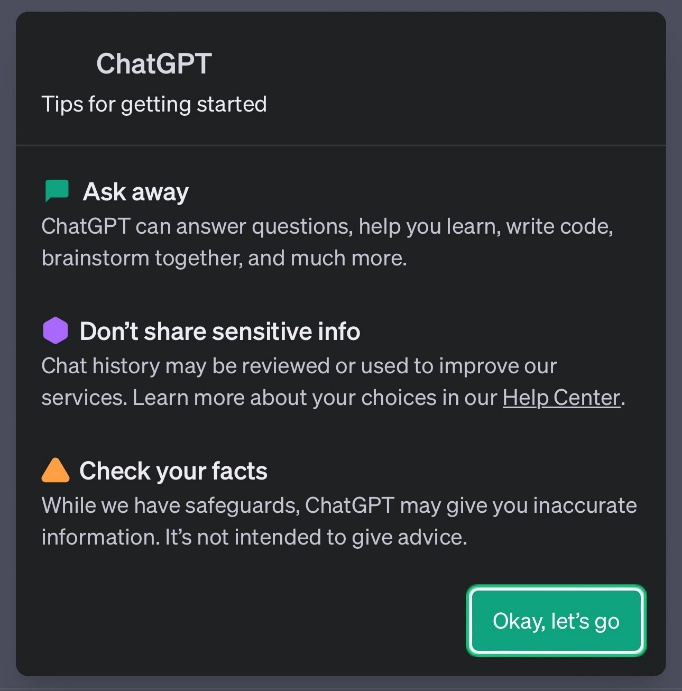 ChatGPT
Tips for getting started
Ask away
ChatGPT can answer questions, help you learn, write code,
brainstorm together, and much more.
Don’t share sensitive info
Chat history may be reviewed or used to improve our
services. Learn more about your choices in our Help Center.
Check your facts
While we have safeguards, ChatGPT may give you inaccurate
information. It’s not intended to give advice.
Okay, let’s go